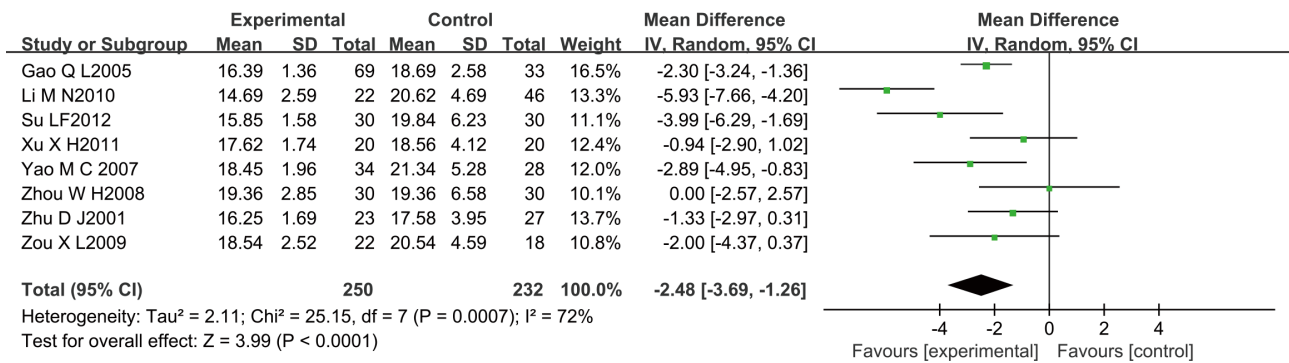 Experimental Control Mean Difference Mean Difference
Study or Subgroup Mean SD Total Mean SD Total Weight IV, Random, 95% CI IV, Random, 95% CI
Gao Q L2005 16.39 1.36 69 18.69 2.58 33 16.5% -2.30 [-3.24, -1.36]
Li M N2010 14.69 2.59 22 20.62 4.69 46 13.3% -5.93 [-7.66, -4.20]
Su LF2012 15.85 1.58 30 19.84 6.23 30 11.1% -3.99 [-6.29, -1.69]
Xu X H2011 17.62 1.74 20 18.56 4.12 20 12.4% -0.94 [-2.90, 1.02]
Yao M C 2007 18.45 1.96 34 21.34 5.28 28 12.0% -2.89 [-4.95, -0.83]
Zhou W H2008 19.36 2.85 30 19.36 6.58 30 10.1% 0.00 [-2.57, 2.57]
Zhu D J2001 16.25 1.69 23 17.58 3.95 27 13.7% -1.33 [-2.97, 0.31]
Zou X L2009 18.54 2.52 22 20.54 4.59 18 10.8% -2.00 [-4.37, 0.37]
Total (95% CI) 250 232 100.0% -2.48 [-3.69, -1.26]
Heterogeneity: Tau² = 2.11; Chi² = 25.15, df = 7 (P = 0.0007); I² = 72%
Test for overall effect: Z = 3.99 (P < 0.0001)
-4 -2 0 2 4
Favours [experimental] Favours [control]